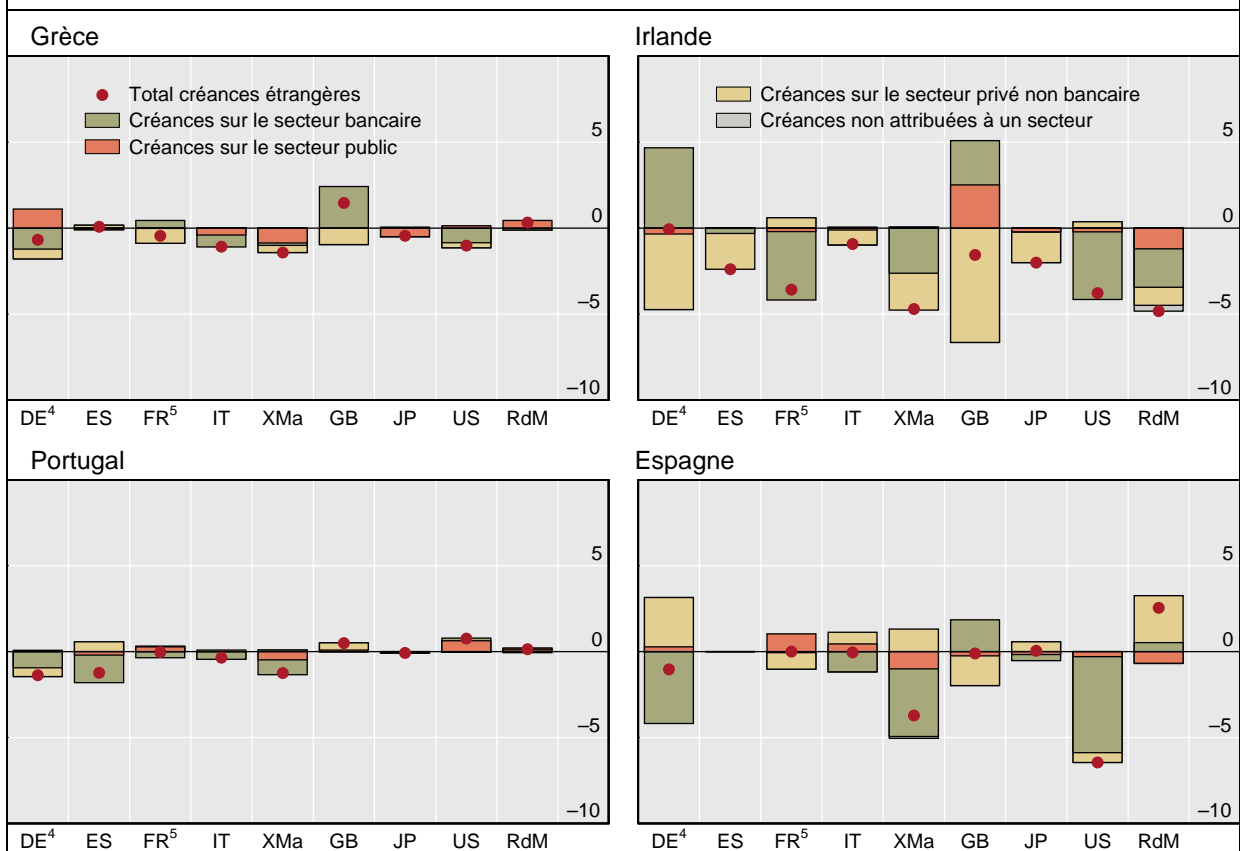 Grèce
Total créances étrangères
Créances sur le secteur bancaire
Créances sur le secteur public
5
0
–5
–10
DE4 ES FR5 IT XMa GB JP US RdM
Irlande
Créances sur le secteur privé non bancaire
Créances non attribuées à un secteur
5
0
–5
–10
DE4 ES FR5 IT XMa GB JP US RdM
Portugal
5
0
–5
–10
DE4 ES FR5 IT XMa GB JP US RdM
Espagne
5
0
–5
–10
DE4 ES FR5 IT XMa GB JP US RdM